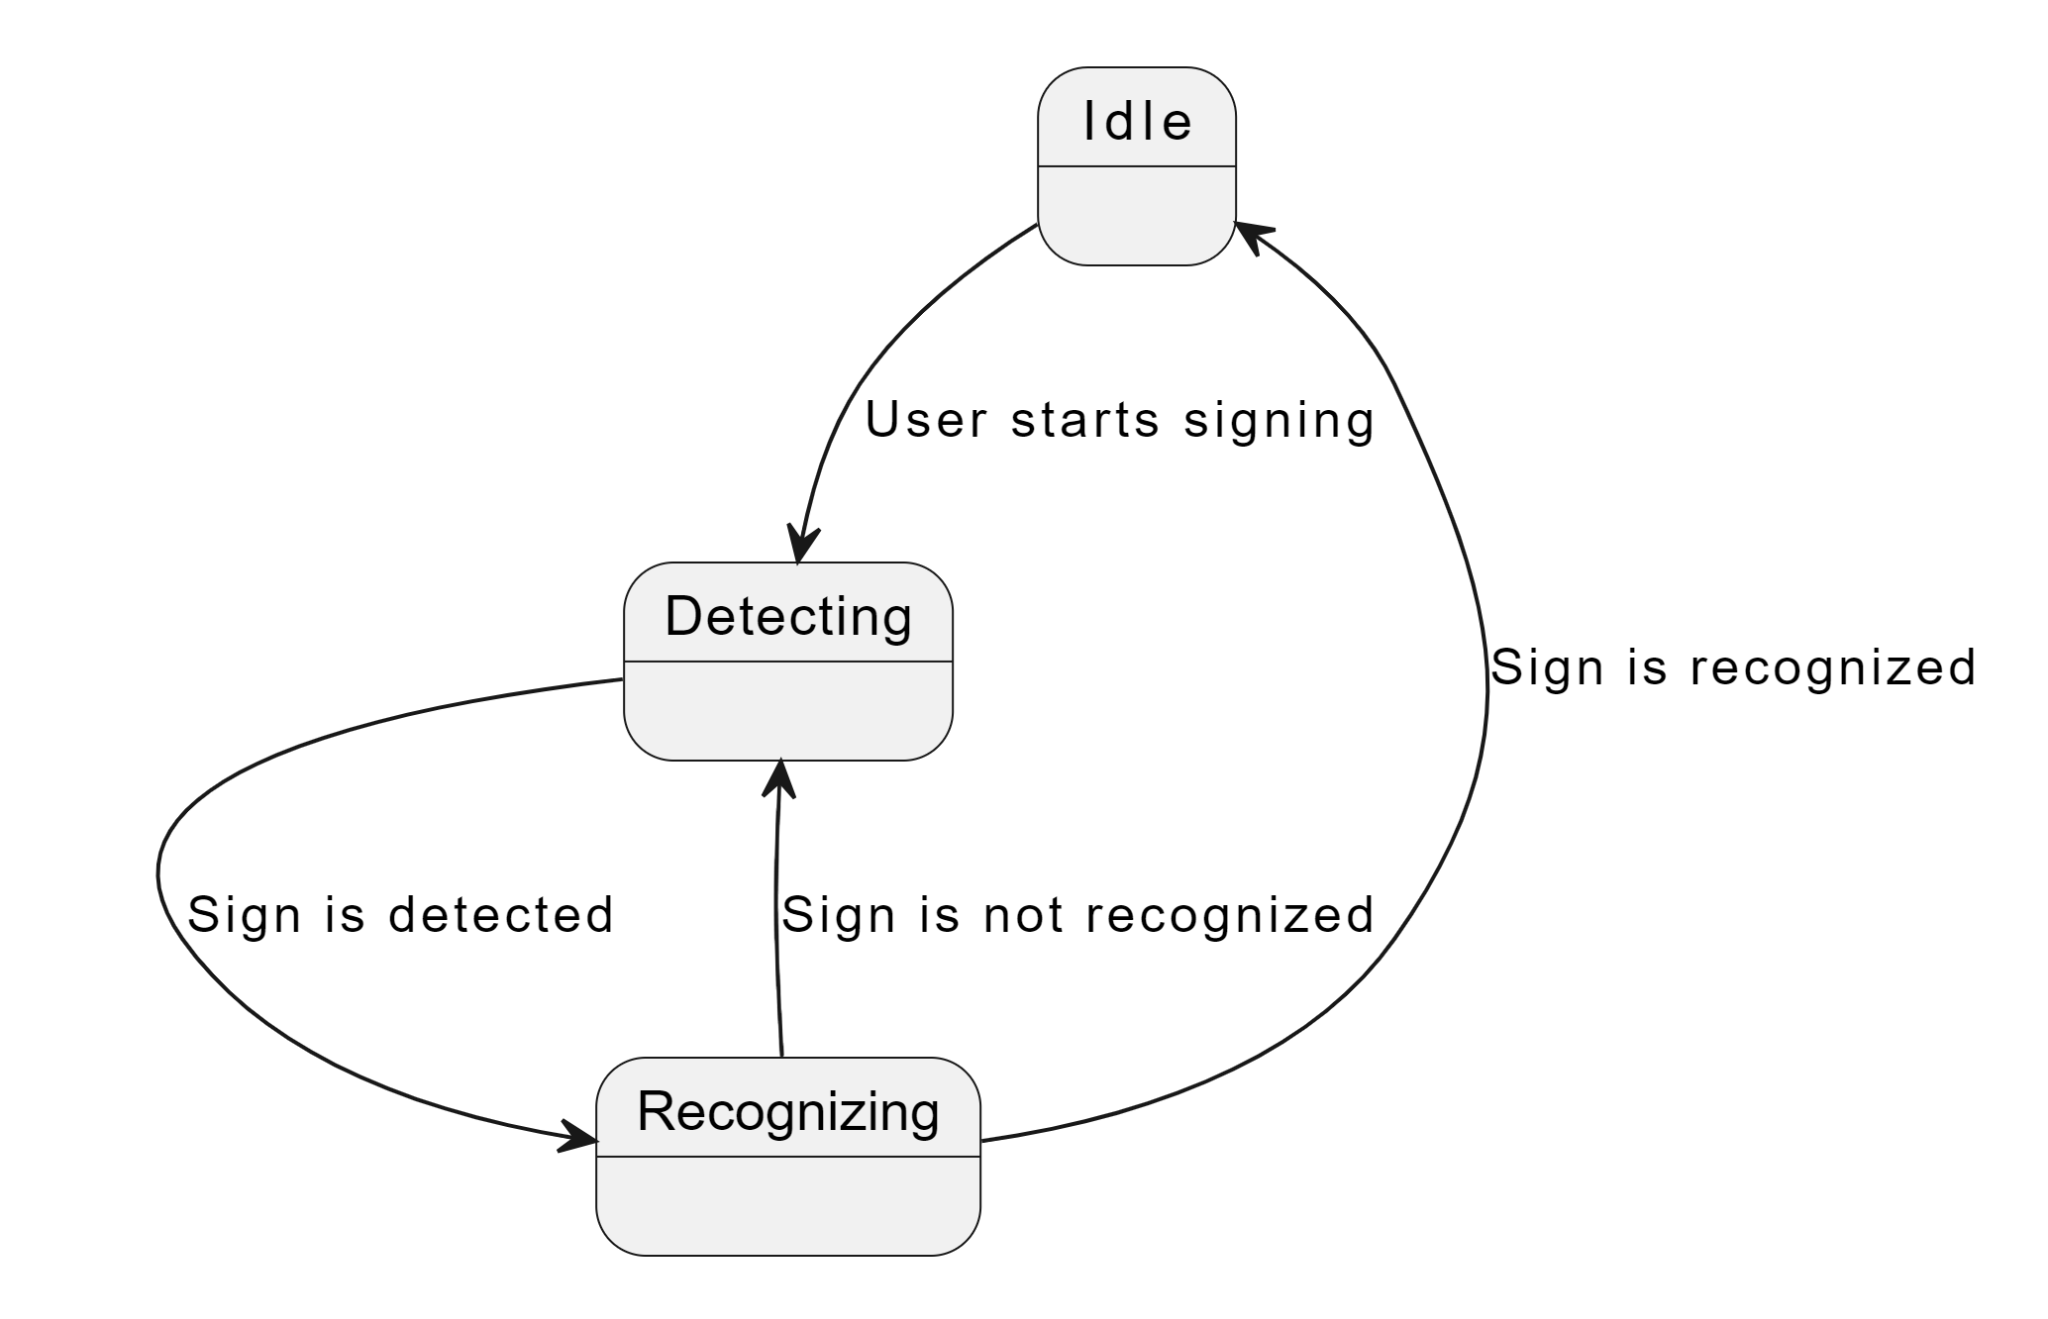 Idle
User starts signing
Detecting
Sign is recognized
Sign is detected
Sign is not recognized
Recognizing